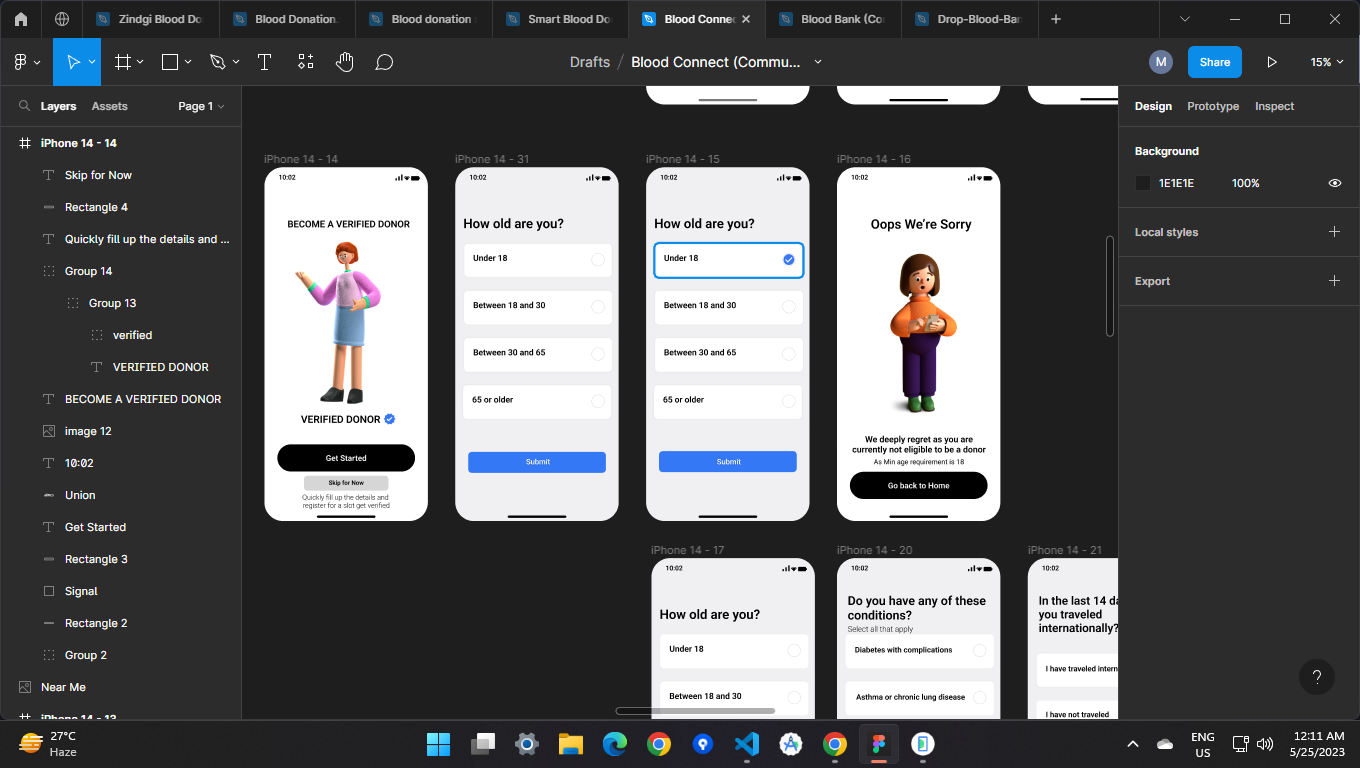 Zindgi Blood Do
Blood Donation
Blood donation
Smart Blood Do
Blood Connec
Blood Bank (Co
Drop-Blood-Ban
Drafts / Blood Connect (Commu...
M
Share
15%
Layers
Assets
Page 1
iPhone 14 - 14
Skip for Now
Rectangle 4
Quickly fill up the details and ...
Group 14
Group 13
verified
VERIFIED DONOR
BECOME A VERIFIED DONOR
image 12
10:02
Union
Get Started
Rectangle 3
Signal
Rectangle 2
Group 2
Near Me
iPhone 14 - 13
iPhone 14 - 14
10:02
BECOME A VERIFIED DONOR
VERIFIED DONOR
Get Started
Skip for Now
Quickly fill up the details and
register for a slot get verified
iPhone 14 - 31
10:02
How old are you?
Under 18
Between 18 and 30
Between 30 and 65
65 or older
Submit
iPhone 14 - 15
10:02
How old are you?
Under 18
Between 18 and 30
Between 30 and 65
65 or older
Submit
iPhone 14 - 16
10:02
Oops We're Sorry
We deeply regret as you are
currently not eligible to be a donor
As Min age requirement is 18
Go back to Home
iPhone 14 - 17
10:02
How old are you?
Under 18
Between 18 and 30
iPhone 14 - 20
10:02
Do you have any of these
conditions?
Select all that apply
Diabetes with complications
Asthma or chronic lung disease
iPhone 14 - 21
10:02
In the last 14 da
you traveled
internationally?
I have traveled intern
I have not traveled
Design
Prototype
Inspect
Background
1E1E1E
100%
Local styles
Export
?
27°C
Haze
ENG
US
12:11 AM
5/25/2023